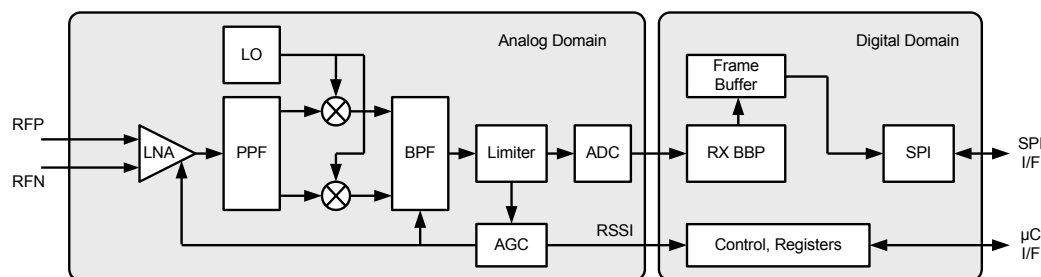 Analog Domain
Digital Domain
LO
Frame
Buffer
RFP
RFN
LNA
PPF
BPF
Limiter
ADC
RX BBP
SPI
SPI
I/F
AGC
RSSI
Control, Registers
µC
I/F